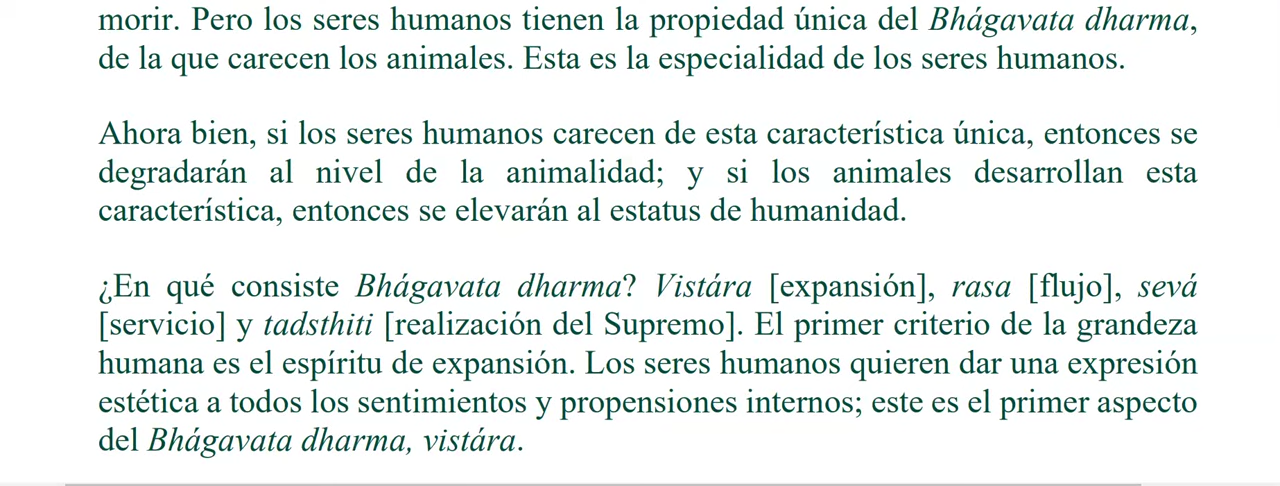 morir. Pero los seres humanos tienen la propiedad única del Bhágavata dharma,
de la que carecen los animales. Esta es la especialidad de los seres humanos.
Ahora bien, si los seres humanos carecen de esta característica única, entonces se
degradarán al nivel de la animalidad; y si los animales desarrollan esta
característica, entonces se elevarán al estatus de humanidad.
¿En qué consiste Bhágavata dharma? Vistára [expansión], rasa [flujo], sevá
[servicio] y tadsthiti [realización del Supremo]. El primer criterio de la grandeza
humana es el espíritu de expansión. Los seres humanos quieren dar una expresión
estética a todos los sentimientos y propensiones internos; este es el primer aspecto
del Bhágavata dharma, vistára.